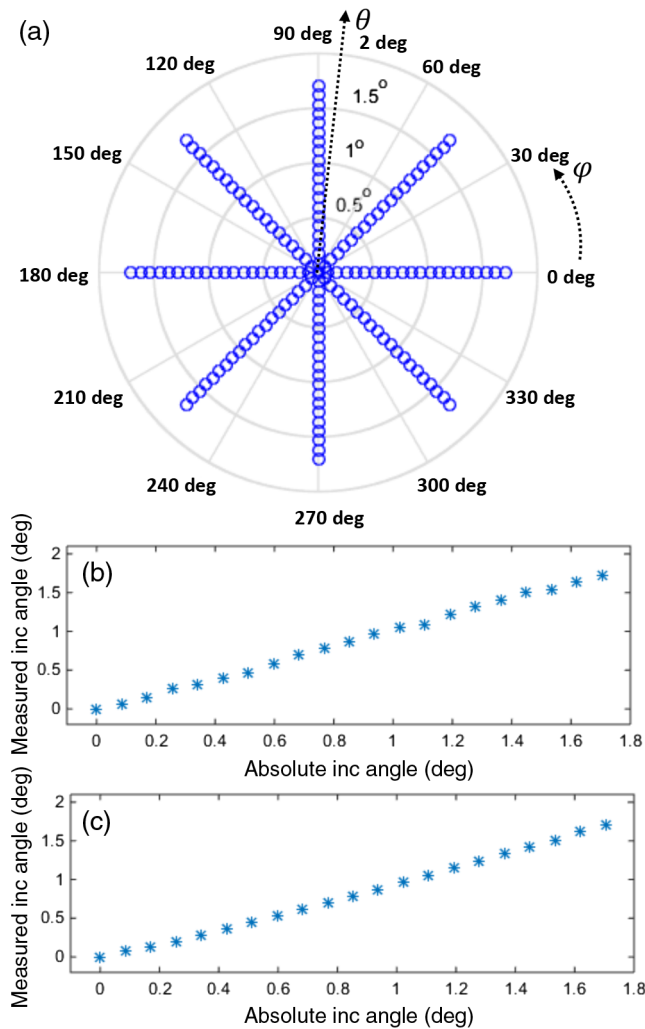 (a)
θ
90 deg
2 deg
120 deg
60 deg
1.5°
150 deg
1°
30 deg
φ
0.5°
180 deg
0 deg
210 deg
330 deg
240 deg
300 deg
270 deg
(b)
Measured inc angle (deg)
2
1.5
1
0.5
0
0 0.2 0.4 0.6 0.8 1 1.2 1.4 1.6 1.8
Absolute inc angle (deg)
(c)
Measured inc angle (deg)
2
1.5
1
0.5
0
0 0.2 0.4 0.6 0.8 1 1.2 1.4 1.6 1.8
Absolute inc angle (deg)